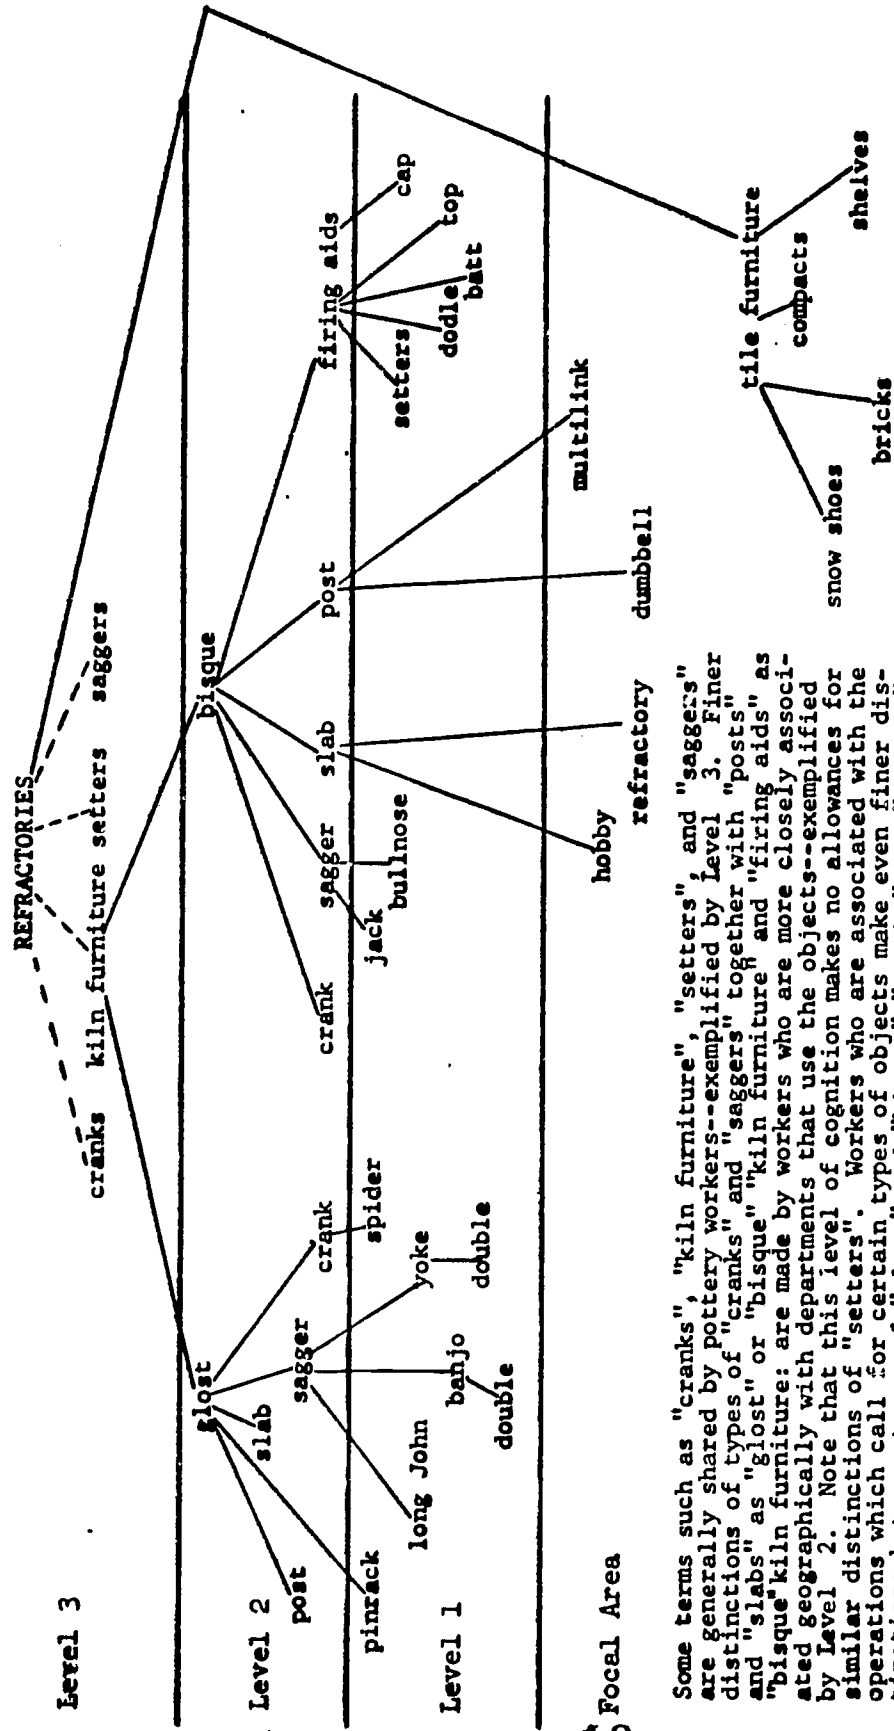 REFRACTORIES
Level 3
cranks kiln furniture setters saggers
Level 2
glost
bisque
slab
post
sagger
crank
crank
sagger
slab
post
firing aids
pinrack
spider
jack
bullnose
setters
dodle
batt
top
cap
Level 1
long John
banjo
yoke
double
double
Focal Area
hobby
refractory
dumbbell
multilink
tile furniture
snow shoes
bricks
compacts
shelves
Some terms such as "cranks", "kiln furniture", "setters", and "saggers"
are generally shared by pottery workers--exemplified by Level 3. Finer
distinctions of types of "cranks" and "saggers" together with "posts"
and "slabs" as "glost" or "bisque" "kiln furniture" and "firing aids" as
"bisque" kiln furniture: are made by workers who are more closely associ-
ated geographically with departments that use the objects--exemplified
by Level 2. Note that this level of cognition makes no allowances for
similar distinctions of "setters". Workers who are associated with the
operations which call for certain types of objects make even finer dis-